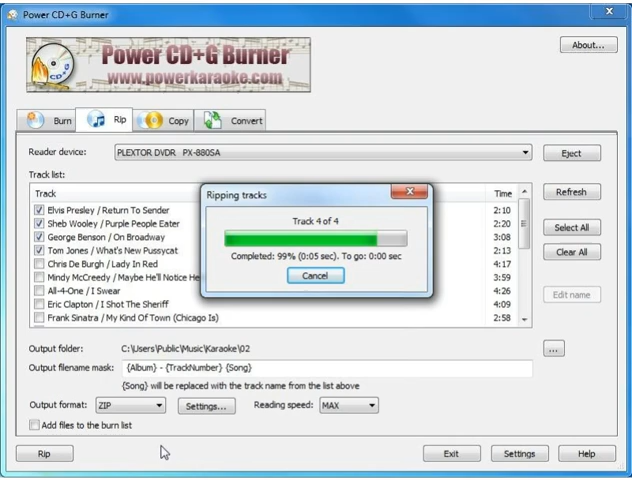 Power CD+G Burner
Power CD+G Burner
www.powerkaraoke.com
CD+G
About...
Burn
Rip
Copy
Convert
Reader device:
PLEXTOR DVDR PX-880SA
Eject
Track list:
Track
Time
Refresh
Elvis Presley / Return To Sender
2:10
Sheb Wooley / Purple People Eater
2:20
Select All
George Benson / On Broadway
3:08
Tom Jones / What's New Pussycat
2:13
Clear All
Chris De Burgh / Lady In Red
4:17
Mindy McCreedy / Maybe He'll Notice He
3:59
All-4-One / I Swear
4:26
Edit name
Eric Clapton / I Shot The Sheriff
4:09
Frank Sinatra / My Kind Of Town (Chicago Is)
2:58
Ripping tracks
Track 4 of 4
Completed: 99% (0:05 sec). To go: 0:00 sec
Cancel
Output folder:
C:\Users\Public\Music\Karaoke\02
...
Output filename mask:
{Album} - {TrackNumber} {Song}
{Song} will be replaced with the track name from the list above
Output format:
ZIP
Settings...
Reading speed:
MAX
Add files to the burn list
Rip
Exit
Settings
Help